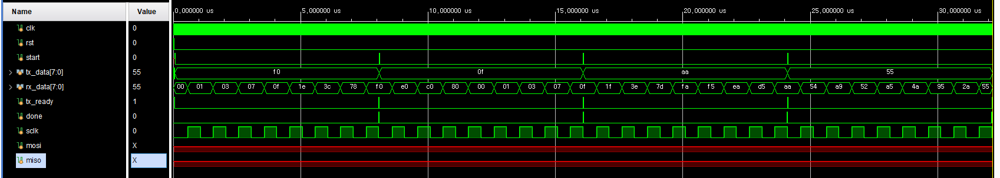 Name Value 0,000000 us 5,000000 us 10,000000 us 15,000000 us 20,000000 us 25,000000 us 30,000000 us
clk 0
rst 0
start 0
tx_data[7:0] 55 f0 0f aa 55
rx_data[7:0] 55 00 01 03 07 0f 1e 3c 78 f0 e0 c0 80 00 01 03 07 0f 1f 3e 7d fa f5 ea d5 aa 54 a9 52 a5 4a 95 2a 55
tx_ready 1
done 0
sclk 0
mosi X
miso X